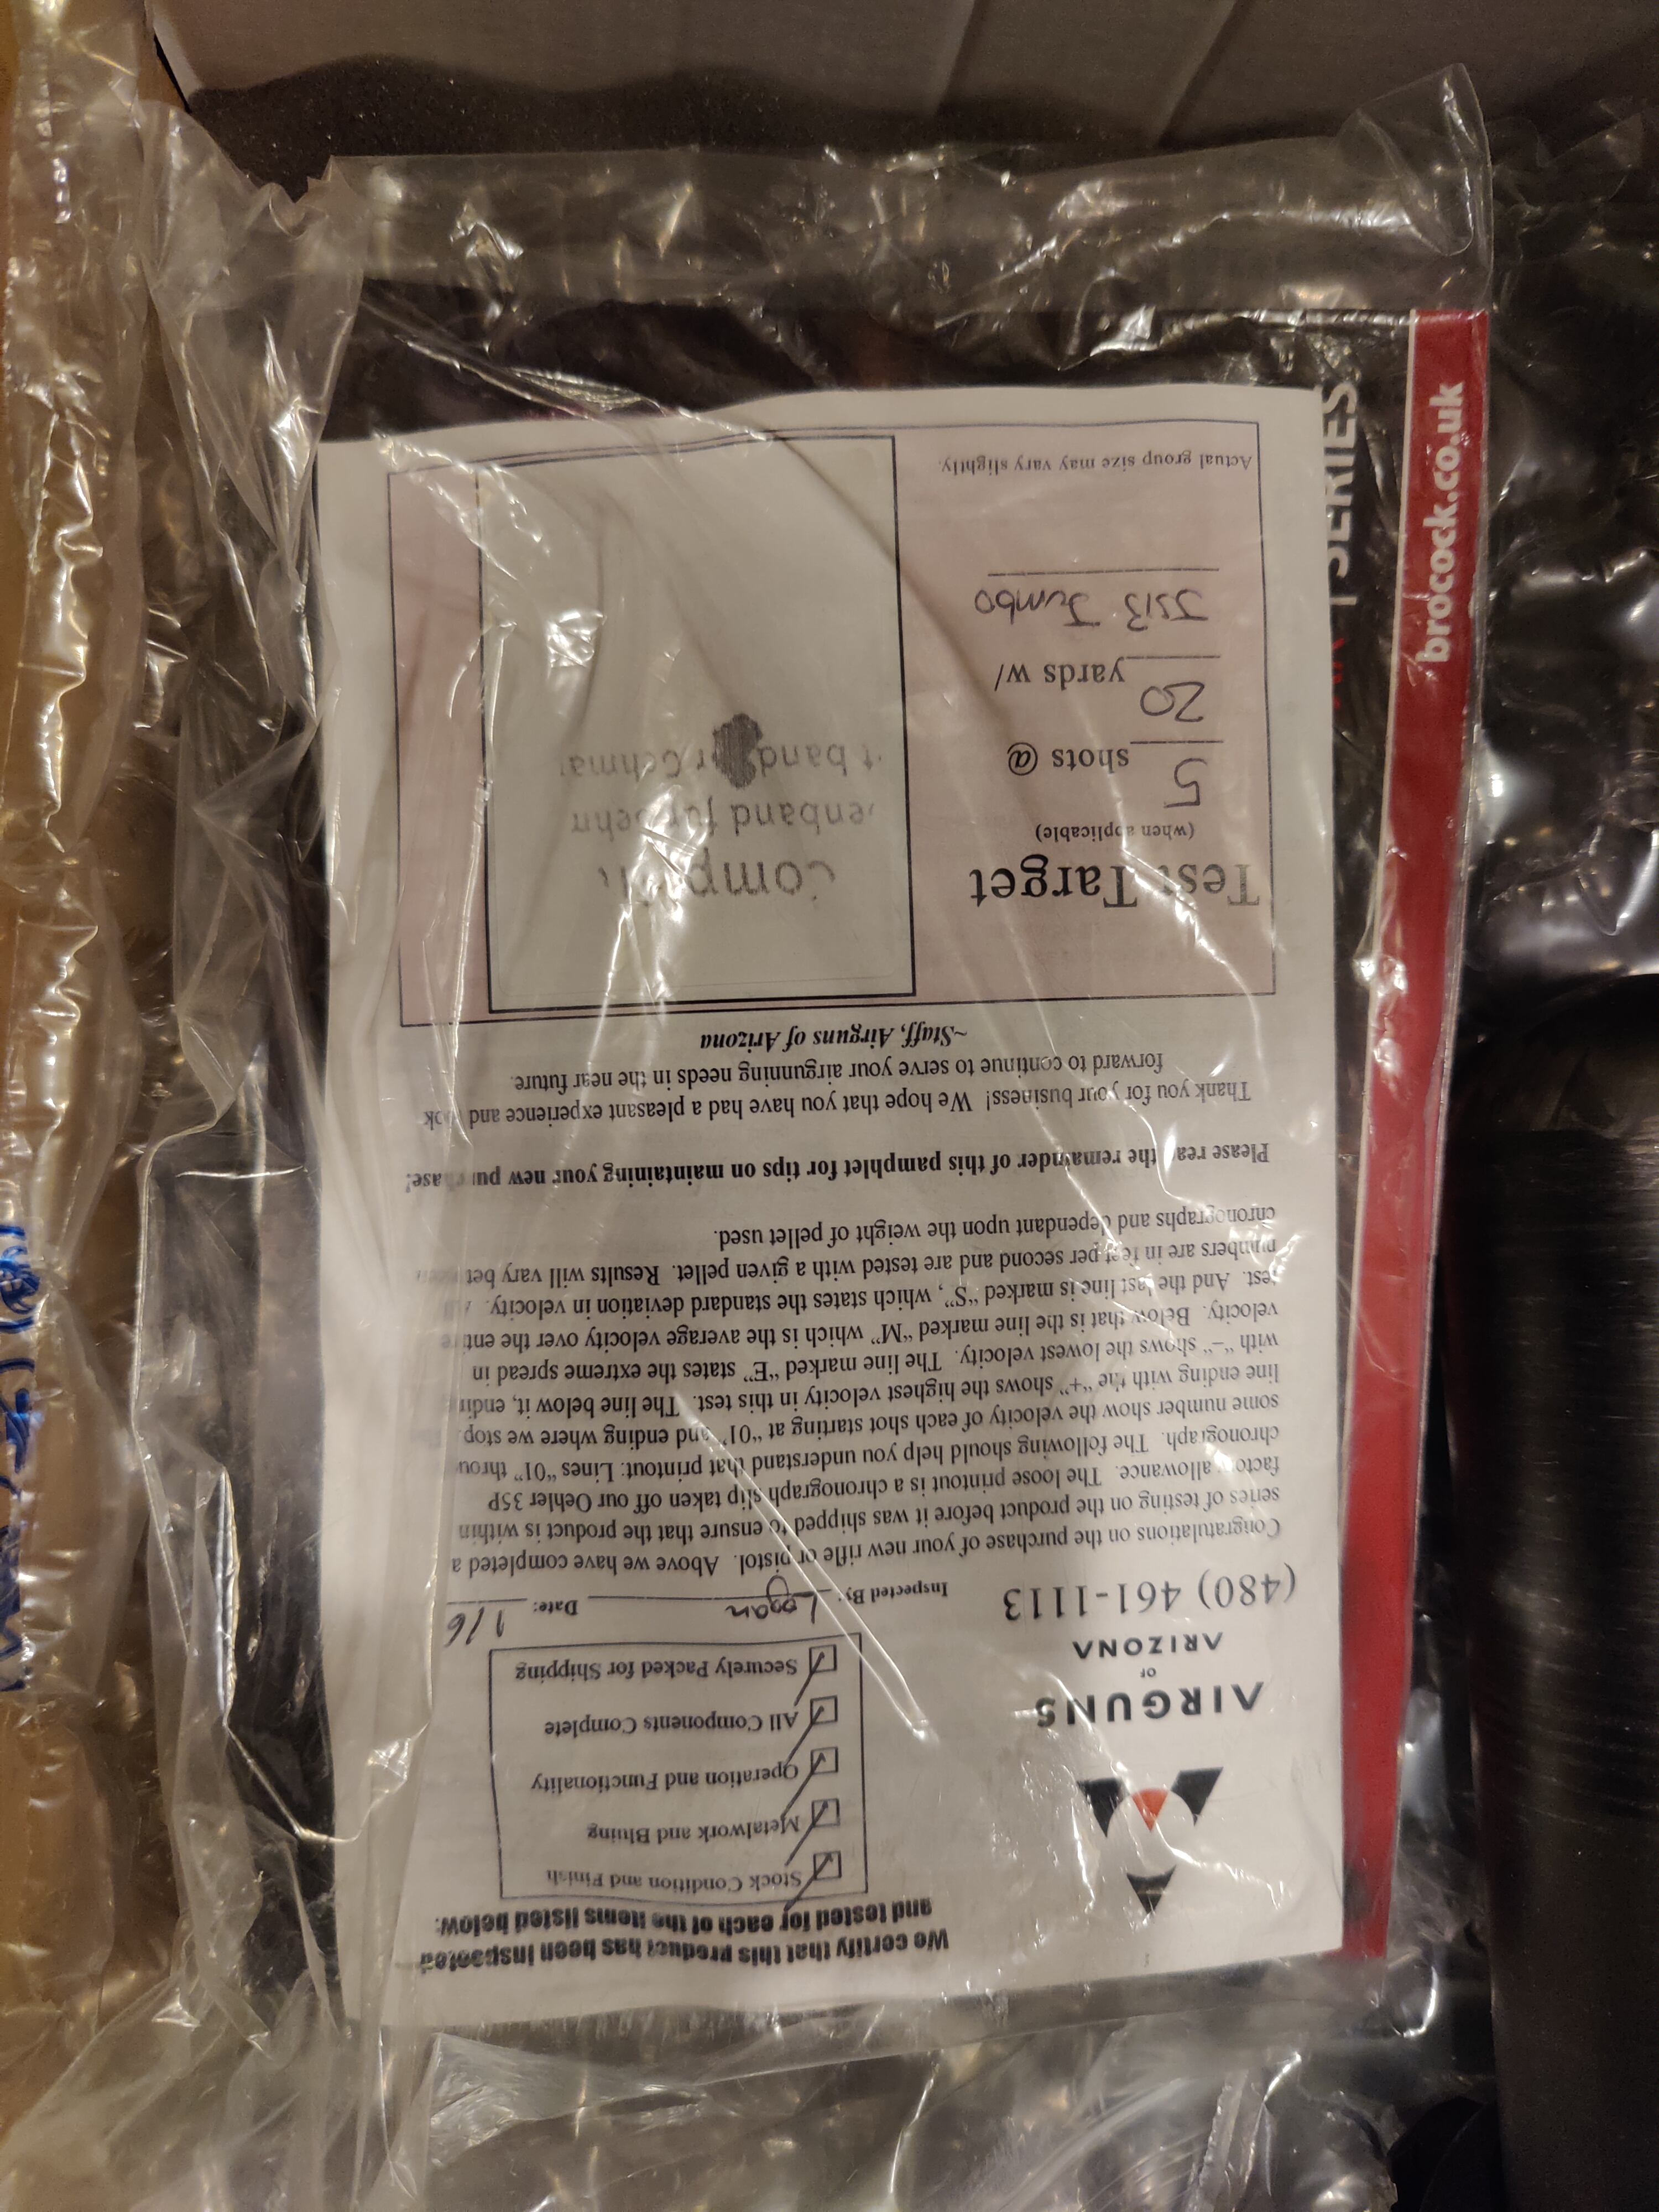 We certify that this product has been inspected
and tested for each of the items listed below:
Stock Condition and Finish
Metalwork and Bluing
Operation and Functionality
All Components Complete
Securely Packed for Shipping
AIRGUNS
OF
ARIZONA
(480) 461-1113
Inspected By: Logan Date: 1/6
Congratulations on the purchase of your new rifle or pistol. Above we have completed a
series of testing on the product before it was shipped to ensure that the product is within
factory allowance. The loose printout is a chronograph slip taken off our Oehler 35P
chronograph. The following should help you understand that printout: Lines "01" throu
some number show the velocity of each shot starting at "01" and ending where we stop
line ending with the "+" shows the highest velocity in this test. The line below it, ending
with "–" shows the lowest velocity. The line marked "E" states the extreme spread in
velocity. Below that is the line marked "M" which is the average velocity over the entire
test. And the last line is marked "S", which states the standard deviation in velocity.
numbers are in feet per second and are tested with a given pellet. Results will vary bet
chronographs and dependant upon the weight of pellet used.
Please read the remainder of this pamphlet for tips on maintaining your new purchase!
Thank you for your business! We hope that you have had a pleasant experience and look
forward to continue to serve your airgunning needs in the near future.
~Staff, Airguns of Arizona
Test Target
(when applicable)
5 shots @
20 yards w/
JSB Jumbo
Actual group size may vary slightly.
enband für
t band
brocock.co.uk
SERIES